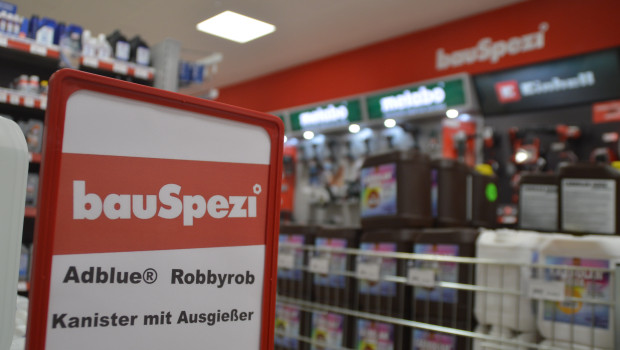 bauSpezi
metabo
metabo
Einhell
bauSpezi
Adblue® Robbyrob
Kanister mit Ausgießer